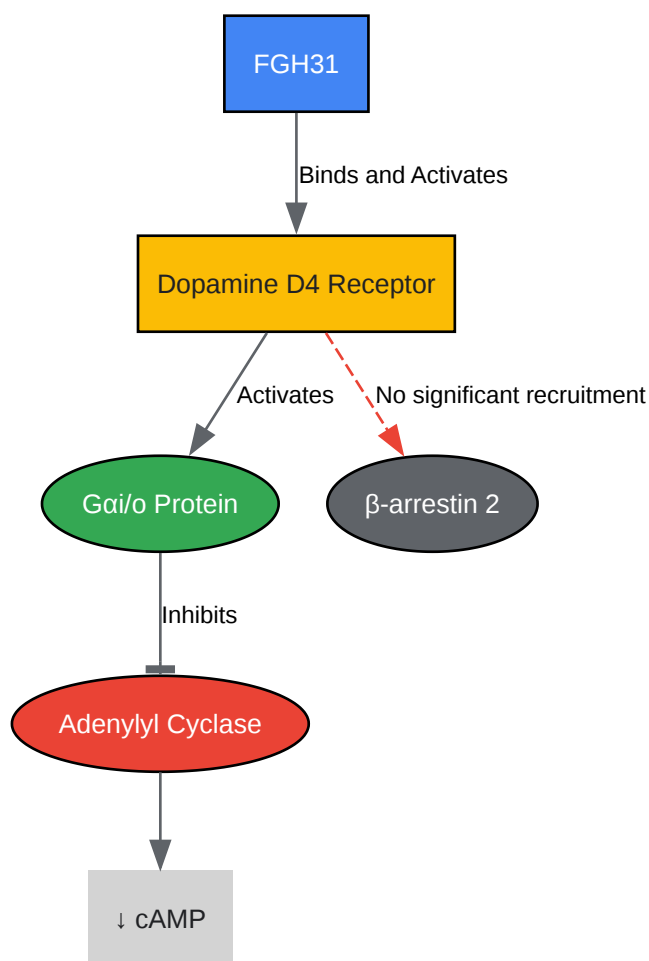 FGH31
Binds and Activates
Dopamine D4 Receptor
Activates
No significant recruitment
Gαi/o Protein
β-arrestin 2
Inhibits
Adenylyl Cyclase
↓ cAMP